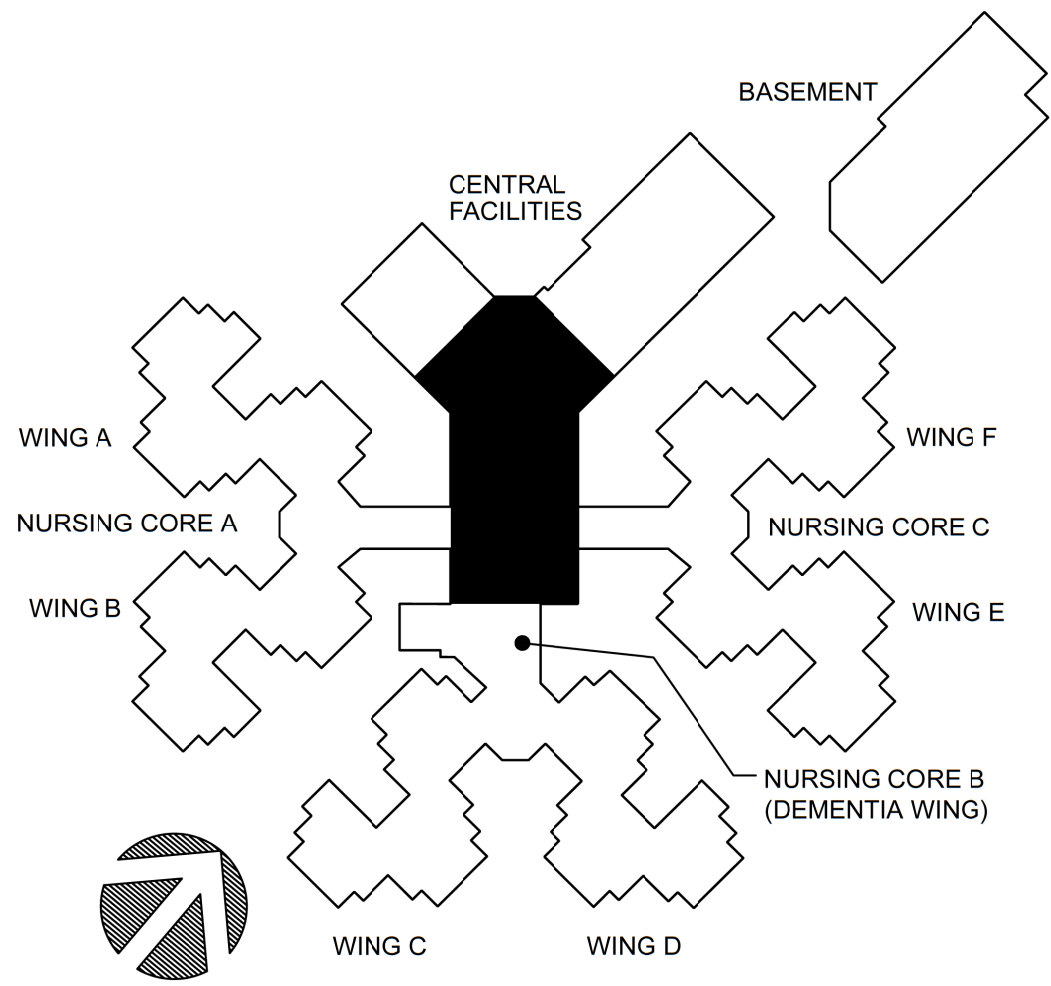 BASEMENT
CENTRAL
FACILITIES
WING A
WING F
NURSING CORE A
NURSING CORE C
WING B
WING E
NURSING CORE B
(DEMENTIA WING)
WING C
WING D